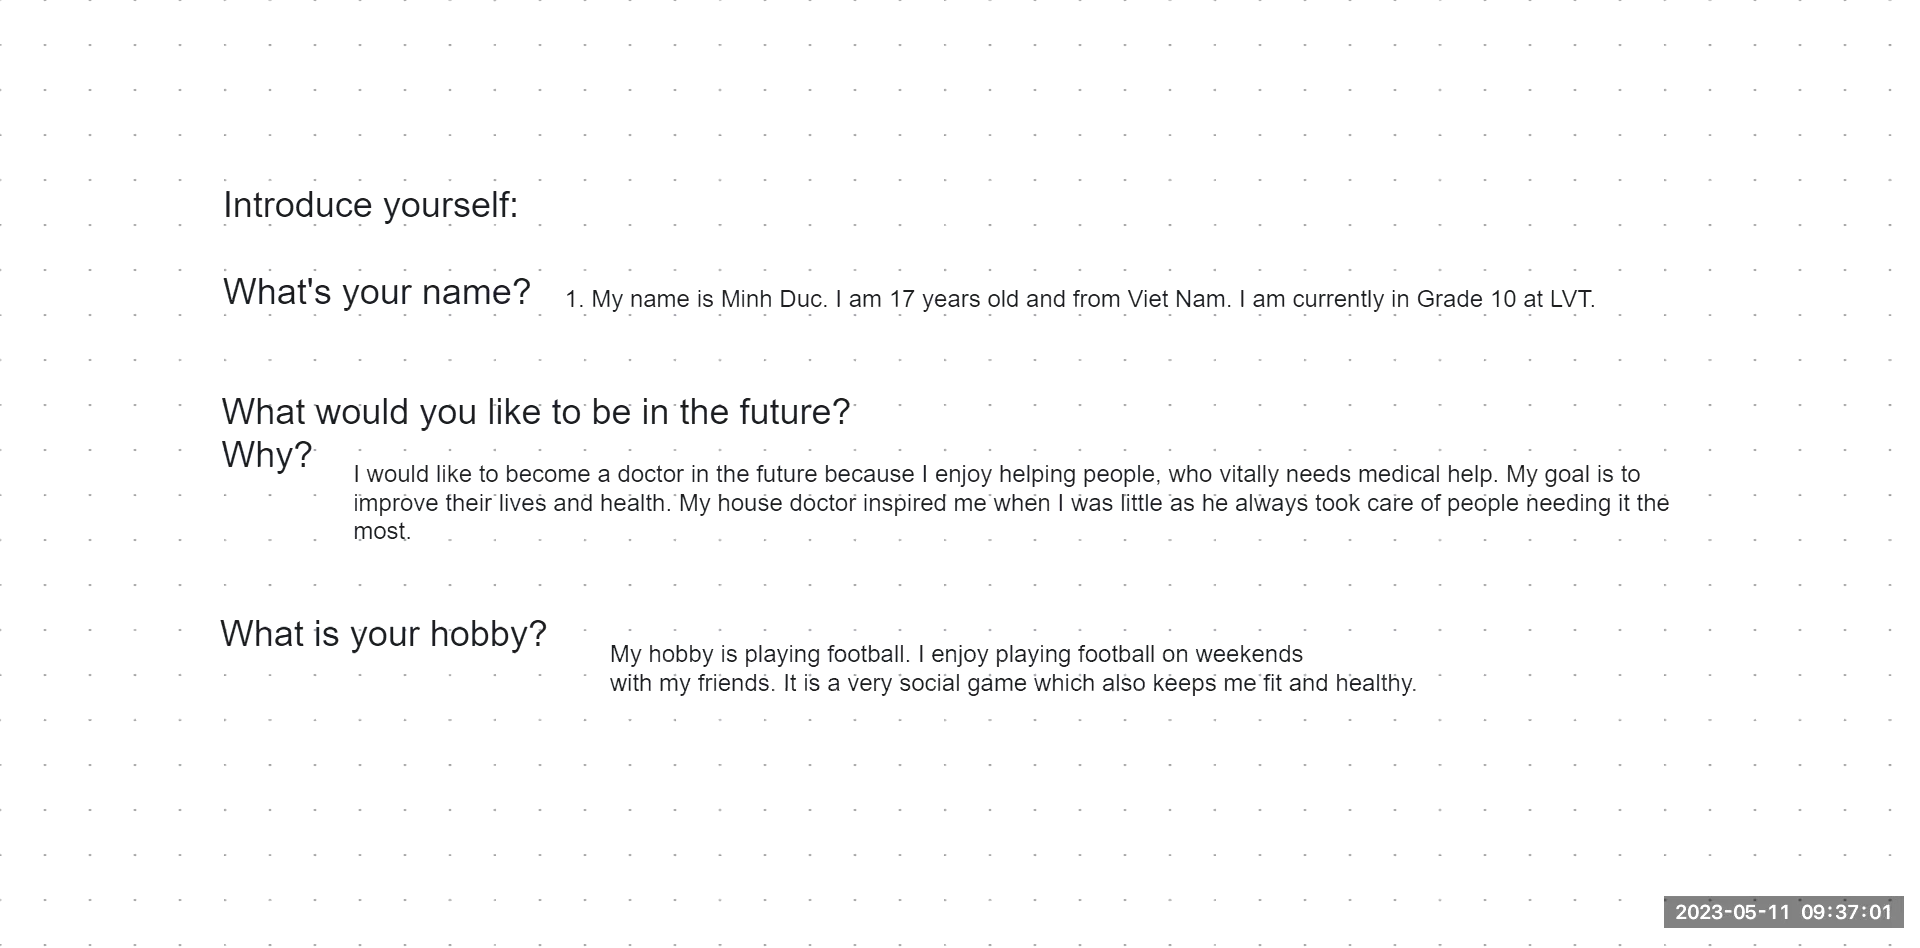 Introduce yourself:
What's your name? 1. My name is Minh Duc. I am 17 years old and from Viet Nam. I am currently in Grade 10 at LVT.
What would you like to be in the future?
Why?
I would like to become a doctor in the future because I enjoy helping people, who vitally needs medical help. My goal is to
improve their lives and health. My house doctor inspired me when I was little as he always took care of people needing it the
most.
What is your hobby?
My hobby is playing football. I enjoy playing football on weekends
with my friends. It is a very social game which also keeps me fit and healthy.
2023-05-11 09:37:01